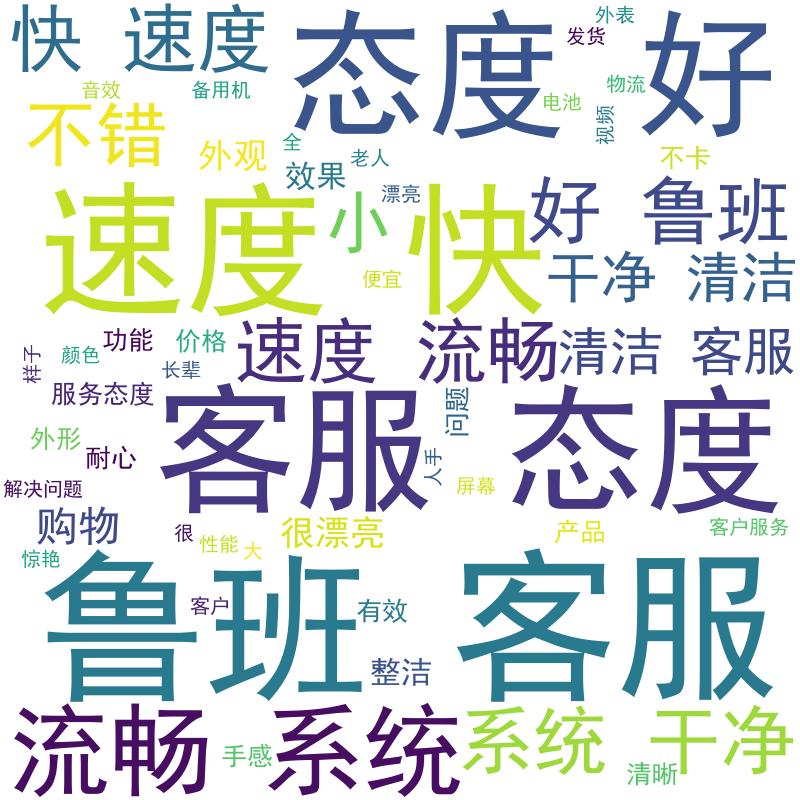 快 速度
态度 好
外表
发货
音效
备用机
电池
物流
视频
不错
外观
全
老人
不卡
效果
漂亮
速度 快
小
好 鲁班
便宜
干净 清洁
样子
颜色
功能
价格
长辈
速度 流畅
清洁 客服
服务态度
客服 态度
问题
外形
耐心
人手
解决问题
屏幕
购物
很
性能
大
很漂亮
产品
客户服务
惊艳
鲁班 客服
客户
有效
整洁
流畅 系统
手感
系统 干净
清晰